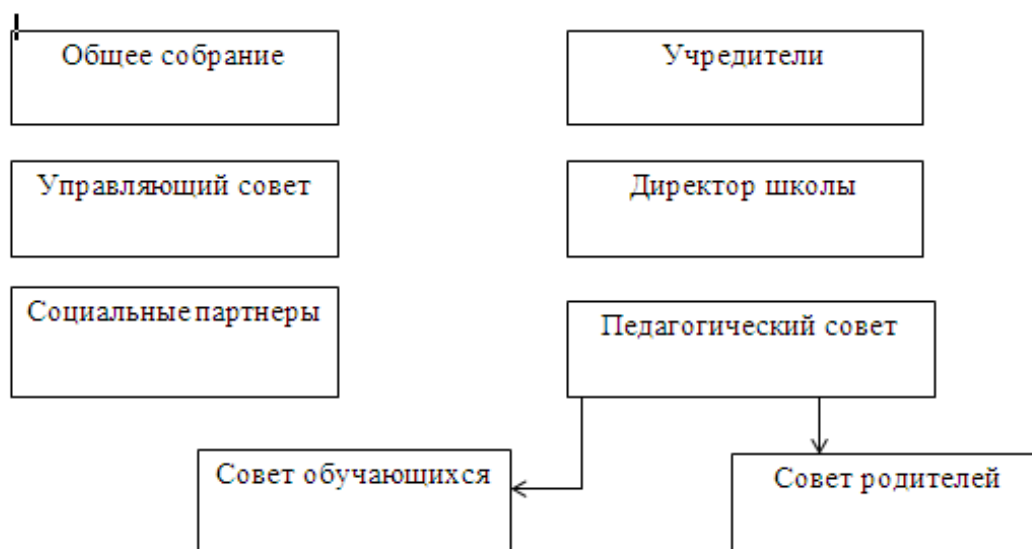 Общее собрание
Учредители
Управляющий совет
Директор школы
Социальные партнеры
Педагогический совет
Совет обучающихся
Совет родителей